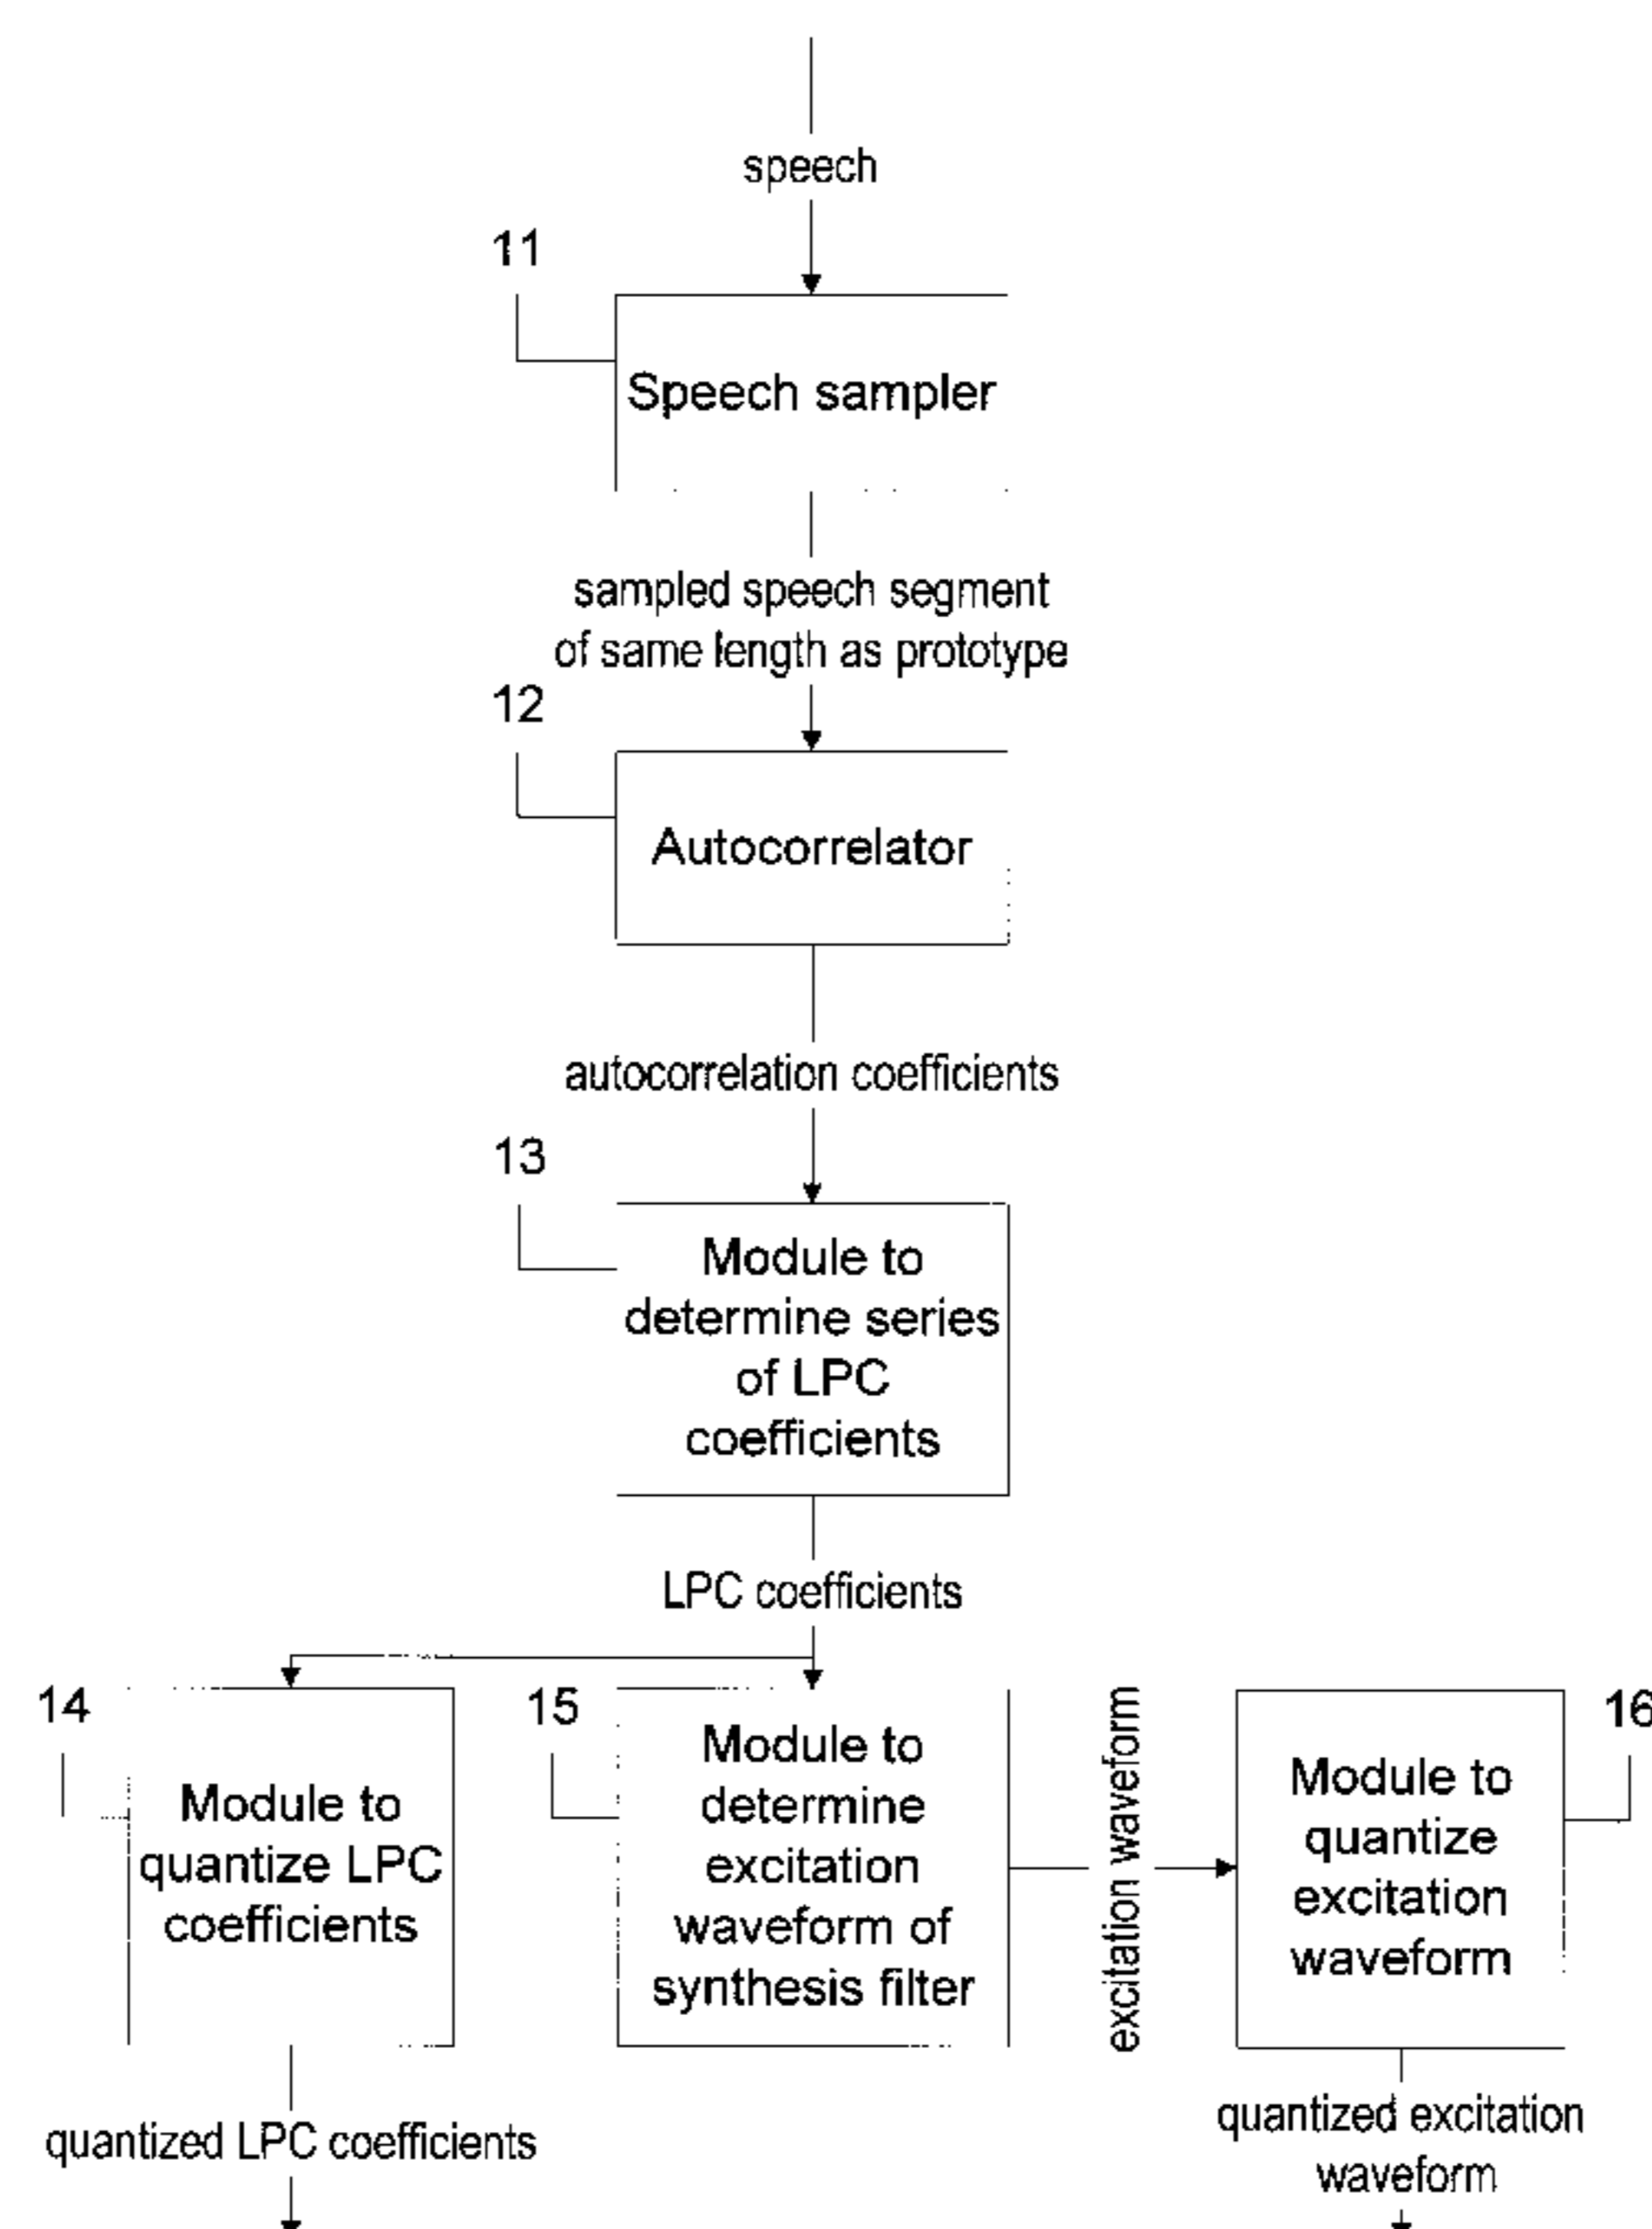 speech
11
Speech sampler
sampled speech segment
of same length as prototype
12
Autocorrelator
autocorrelation coefficients
13
Module to
determine series
of LPC
coefficients
LPC coefficients
14
Module to
quantize LPC
coefficients
15
Module to
determine
excitation
waveform of
synthesis filter
excitation waveform
16
Module to
quantize
excitation
waveform
quantized LPC coefficients
quantized excitation
waveform